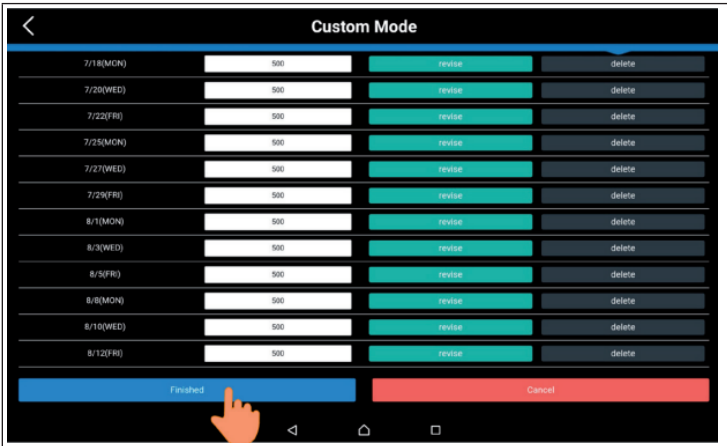 Custom Mode
7/18(MON) 500 revise delete
7/20(WED) 500 revise delete
7/22(FRI) 500 revise delete
7/25(MON) 500 revise delete
7/27(WED) 500 revise delete
7/29(FRI) 500 revise delete
8/1(MON) 500 revise delete
8/3(WED) 500 revise delete
8/5(FRI) 500 revise delete
8/8(MON) 500 revise delete
8/10(WED) 500 revise delete
8/12(FRI) 500 revise delete
Finished Cancel